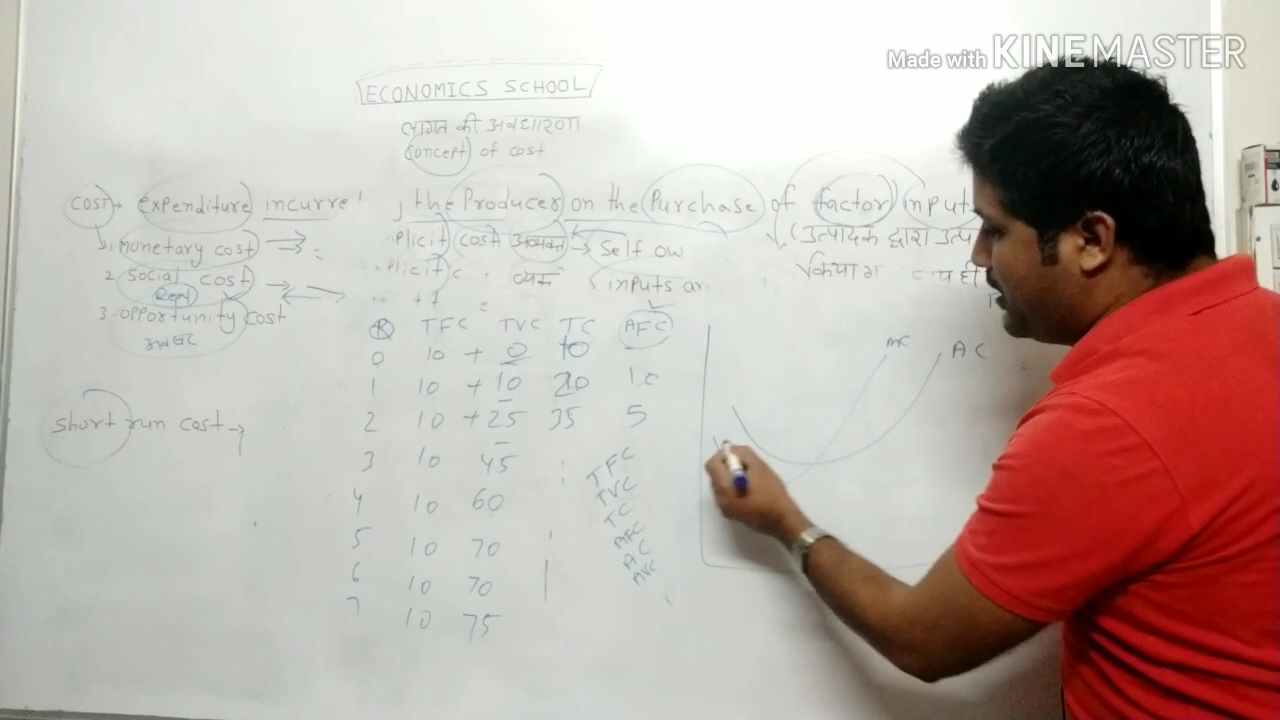 Made with KINEMASTER
ECONOMICS SCHOOL
लागत की अवधारणा
Concept of cost
Cost → Expenditure incurre the Producer on the Purchase of factor inputs
1. Monetary cost plicit cost अव्यक्त → Self ow (उत्पादक द्वारा उत्पा
2 Social cost plicit c व्यक्त inputs ar किया ग ही
Real
3. opportunity cost
अवसर
TFC TVC TC AFC
0 10 + 0 10
1 10 + 10 20 10
2 10 + 25 35 5
3 10 45
4 10 60
5 10 70
6 10 70
7 10 75
Short run cost →
TFC
TVC
TC
AFC
AC
AVC
MC AC